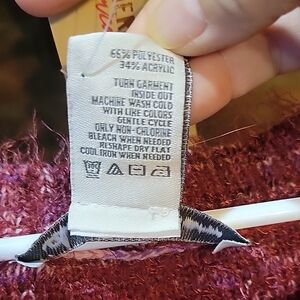 66% POLYESTER
34% ACRYLIC
TURN GARMENT
INSIDE OUT
MACHINE WASH COLD
WITH LIKE COLORS
GENTLE CYCLE
ONLY NON-CHLORINE
BLEACH WHEN NEEDED
RESHAPE DRY FLAT
COOL IRON WHEN NEEDED